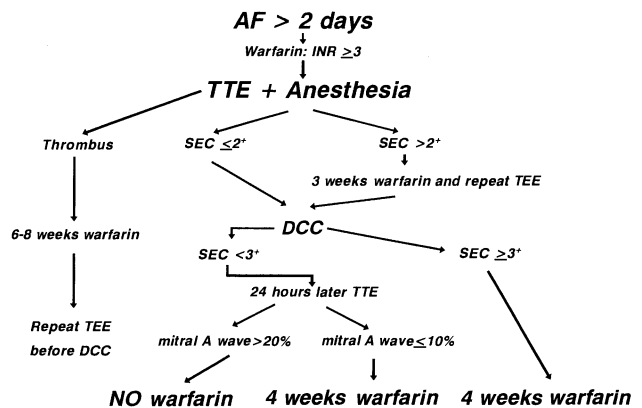 AF > 2 days
Warfarin: INR ≥3
TTE + Anesthesia
Thrombus
SEC ≤2+
SEC >2+
3 weeks warfarin and repeat TEE
6-8 weeks warfarin
DCC
SEC <3+
SEC ≥3+
24 hours later TTE
Repeat TEE
before DCC
mitral A wave>20%
mitral A wave≤10%
NO warfarin
4 weeks warfarin
4 weeks warfarin